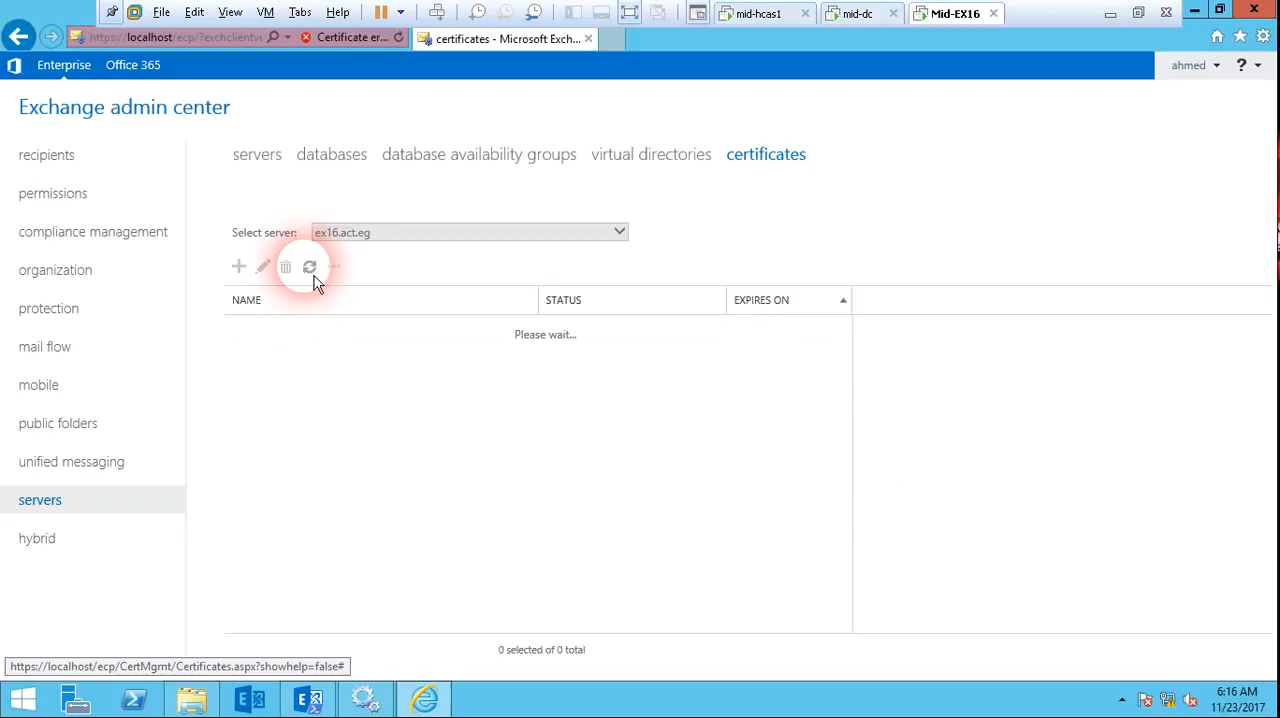 File Edit View VM Tabs Help mid-hcas1 mid-dc Mid-EX16
https://localhost/ecp/?exchclientve Certificate er... certificates - Microsoft Exch...
Enterprise Office 365 ahmed ?
Exchange admin center
recipients
permissions
compliance management
organization
protection
mail flow
mobile
public folders
unified messaging
servers
hybrid
servers databases database availability groups virtual directories certificates
Select server: ex16.act.eg
NAME STATUS EXPIRES ON
Please wait...
0 selected of 0 total
https://localhost/ecp/CertMgmt/Certificates.aspx?showhelp=false#
6:16 AM
11/23/2017